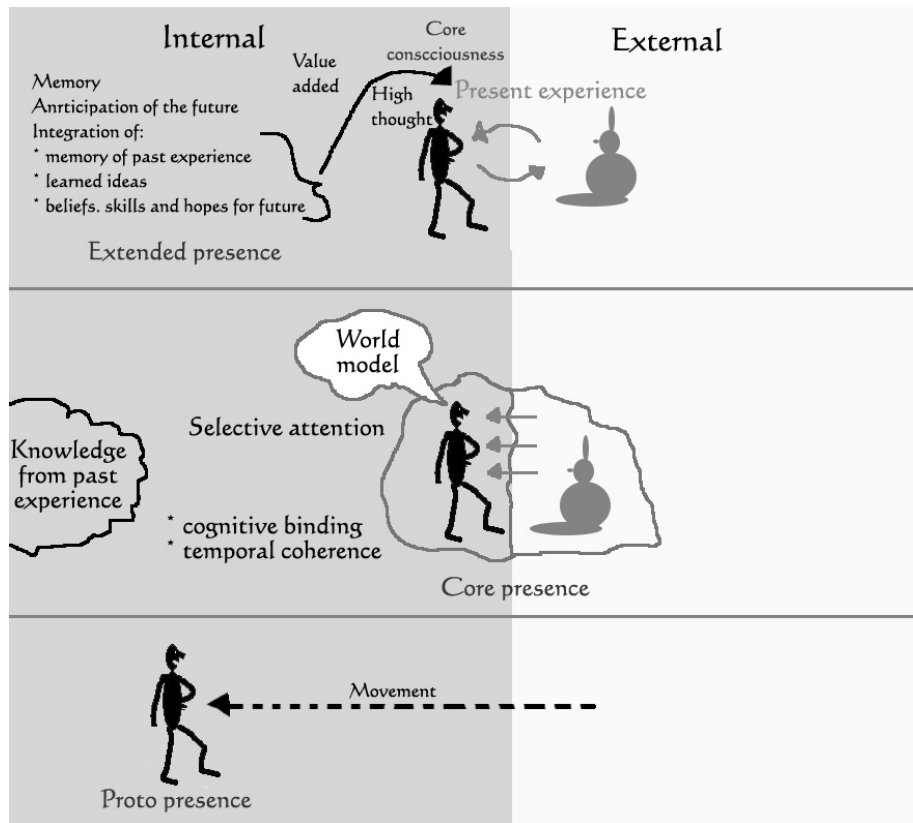 Internal
External
Core
conscciousness
Value
added
High
thought
Present experience
Memory
Anrticipation of the future
Integration of:
* memory of past experience
* learned ideas
* beliefs. skills and hopes for future
Extended presence
World
model
Selective attention
Knowledge
from past
experience
* cognitive binding
* temporal coherence
Core presence
Movement
Proto presence